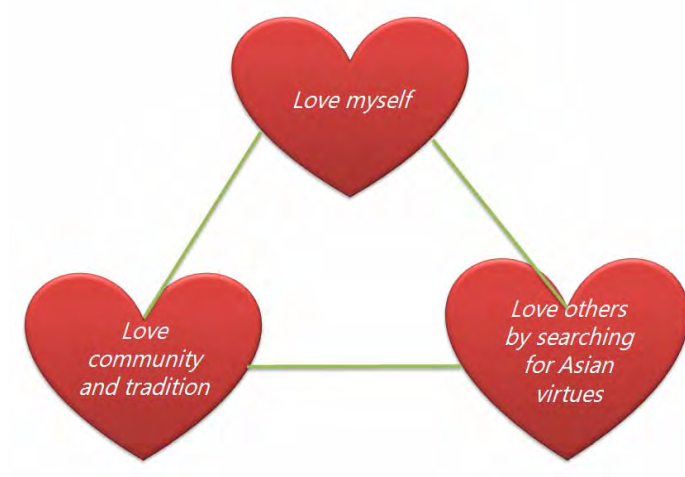 Love myself
Love
community
and tradition
Love others
by searching
for Asian
virtues